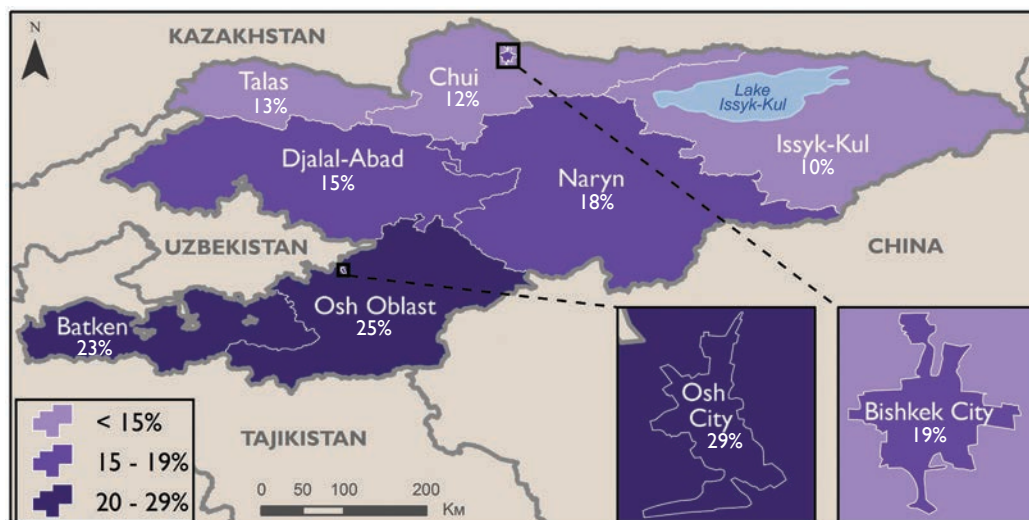 N
KAZAKHSTAN
Talas
13%
Chui
12%
Lake
Issyk-Kul
Issyk-Kul
10%
Djalal-Abad
15%
Naryn
18%
UZBEKISTAN
CHINA
Osh Oblast
25%
Batken
23%
Osh
City
29%
Bishkek City
19%
TAJIKISTAN
< 15%
15 - 19%
20 - 29%
0 50 100 200
KM